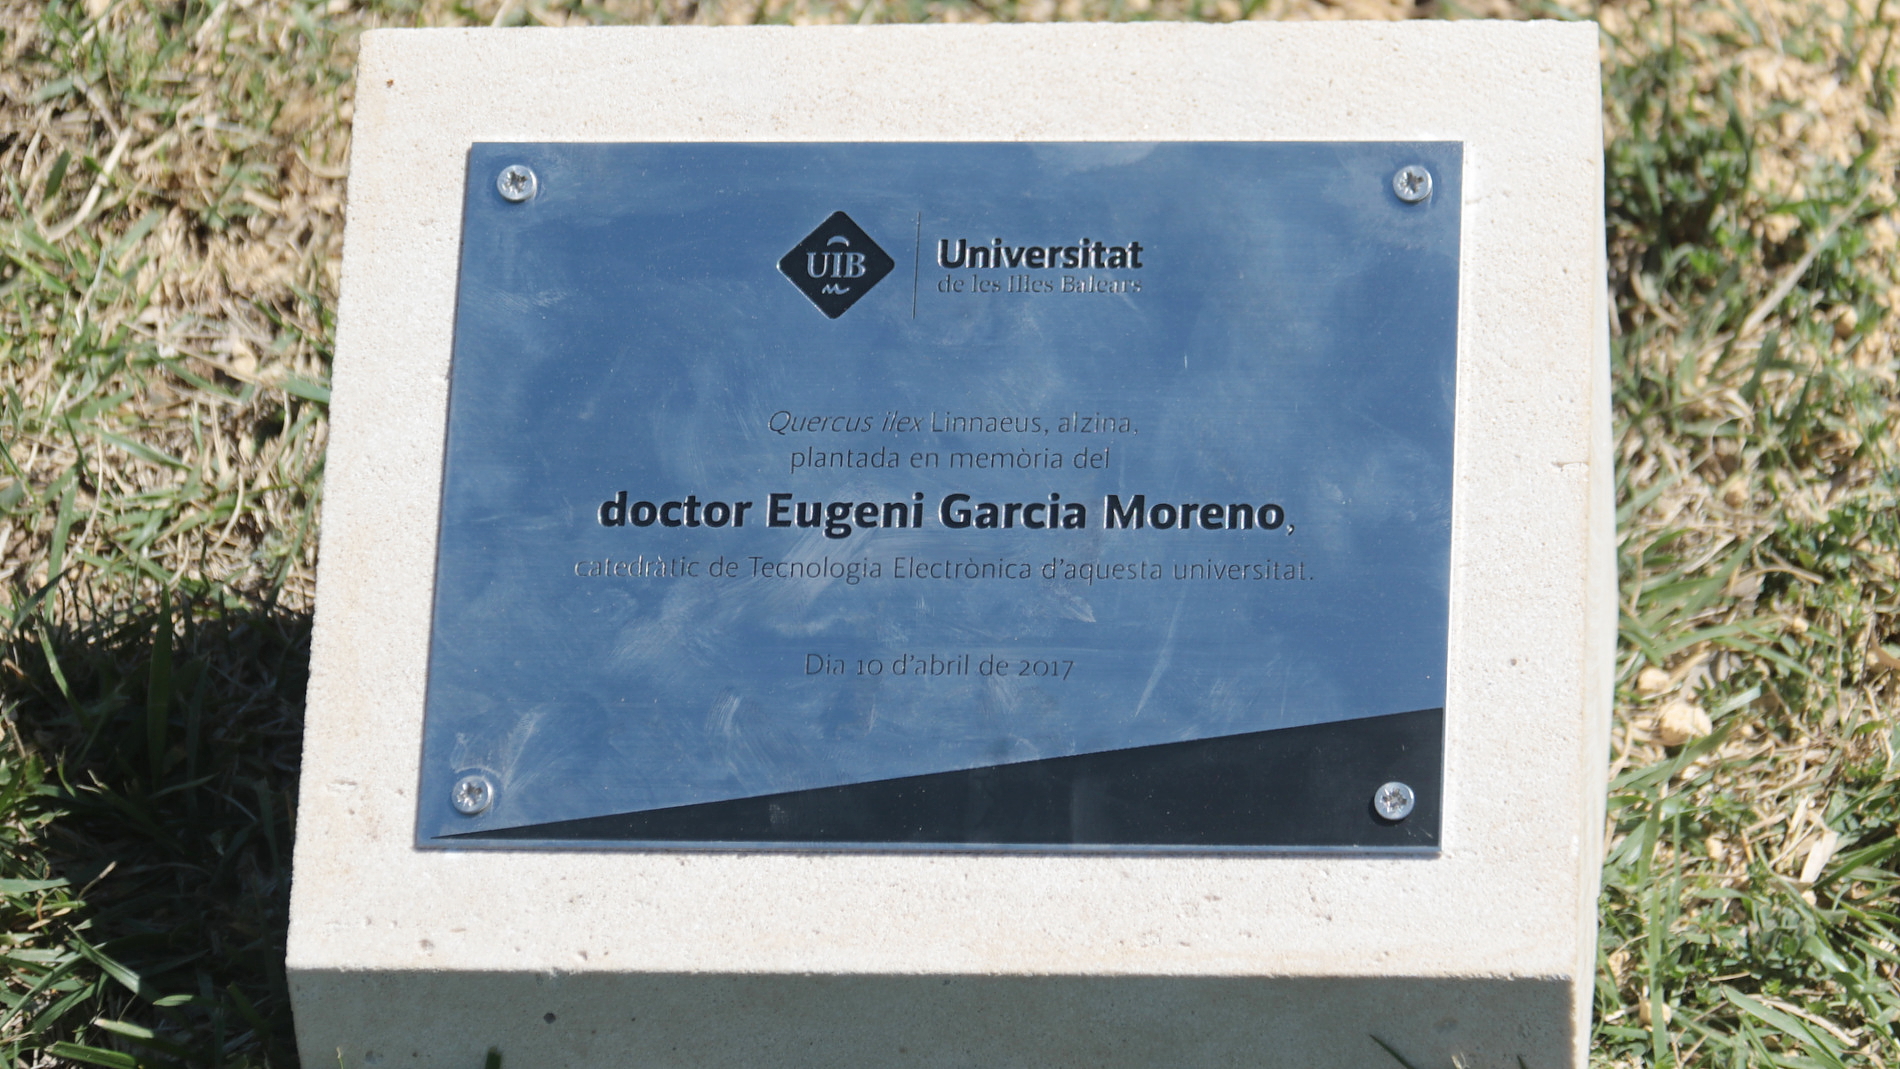 UIB
Universitat
de les Illes Balears
Quercus ilex Linnaeus, alzina,
plantada en memòria del
doctor Eugeni Garcia Moreno,
catedràtic de Tecnologia Electrònica d'aquesta universitat.
Dia 10 d'abril de 2017